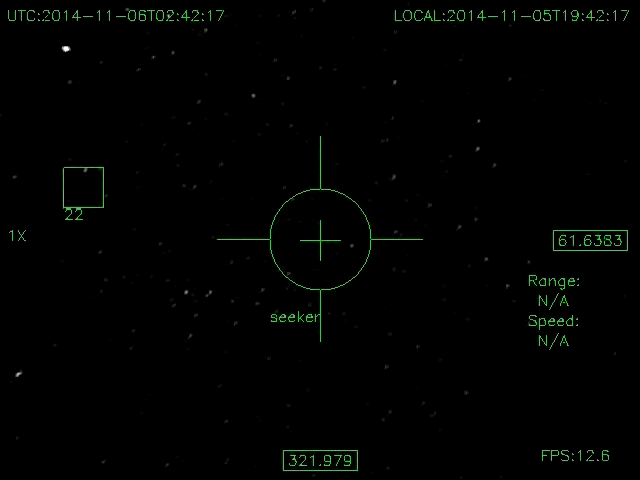 UTC:2014-11-06T02:42:17
LOCAL:2014-11-05T19:42:17
22
1X
61.6383
Range:
N/A
Speed:
N/A
seeker
321.979
FPS:12.6